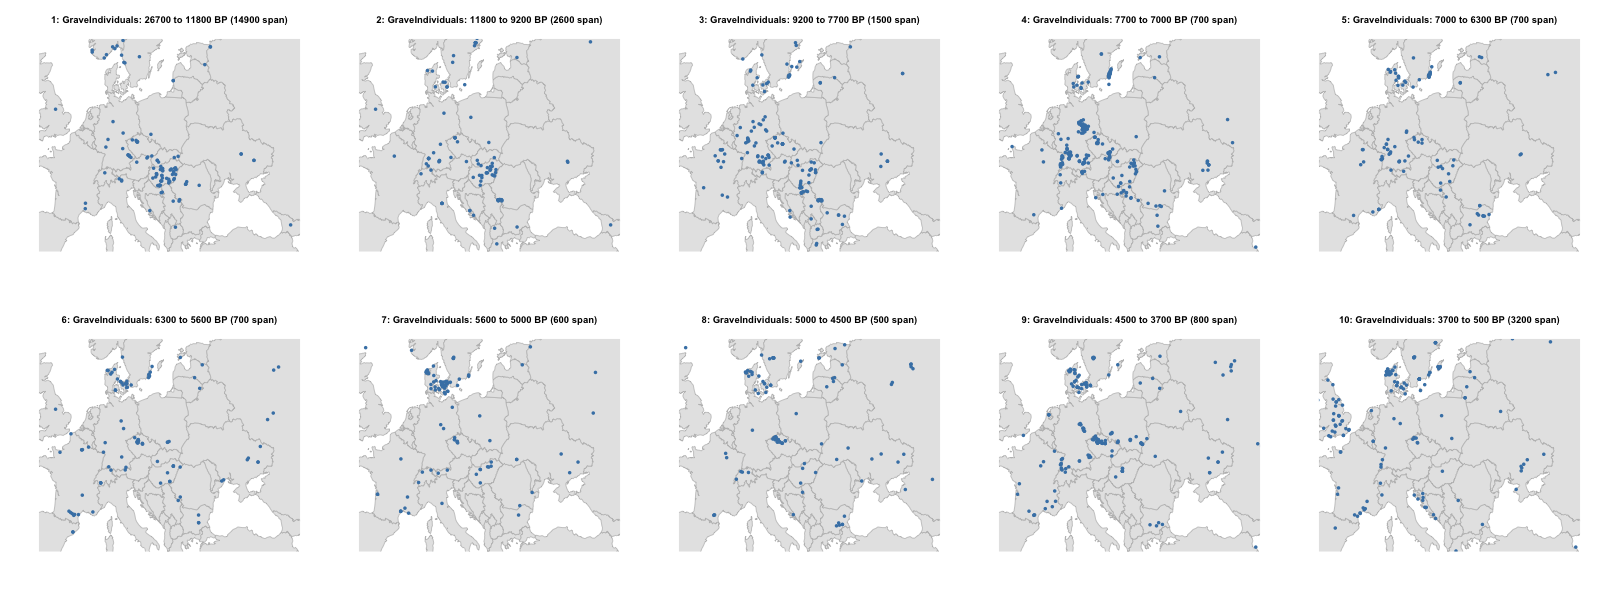 1: GraveIndividuals: 26700 to 11800 BP (14900 span)
2: GraveIndividuals: 11800 to 9200 BP (2600 span)
3: GraveIndividuals: 9200 to 7700 BP (1500 span)
4: GraveIndividuals: 7700 to 7000 BP (700 span)
5: GraveIndividuals: 7000 to 6300 BP (700 span)
6: GraveIndividuals: 6300 to 5600 BP (700 span)
7: GraveIndividuals: 5600 to 5000 BP (600 span)
8: GraveIndividuals: 5000 to 4500 BP (500 span)
9: GraveIndividuals: 4500 to 3700 BP (800 span)
10: GraveIndividuals: 3700 to 500 BP (3200 span)